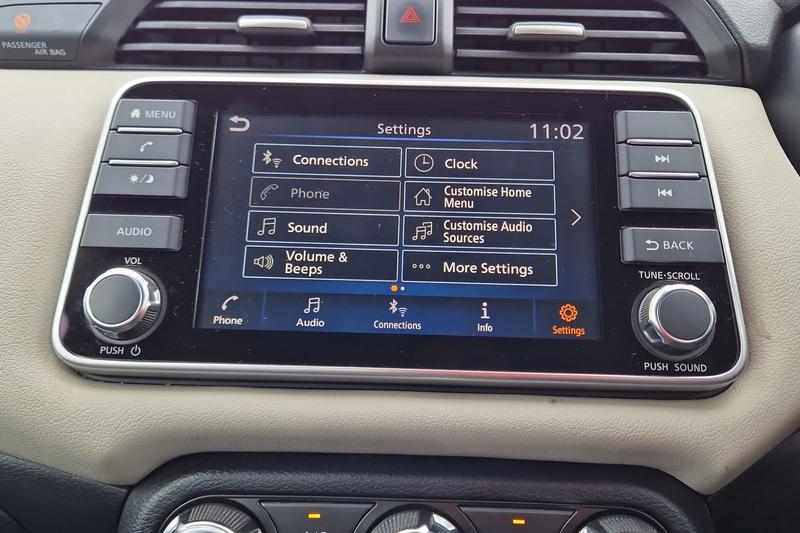 PASSENGER
AIR BAG
MENU
AUDIO
VOL
PUSH
Settings
11:02
Connections
Clock
Phone
Customise Home
Menu
Sound
Customise Audio
Sources
Volume &
Beeps
More Settings
Phone
Audio
Connections
Info
Settings
BACK
TUNE·SCROLL
PUSH SOUND